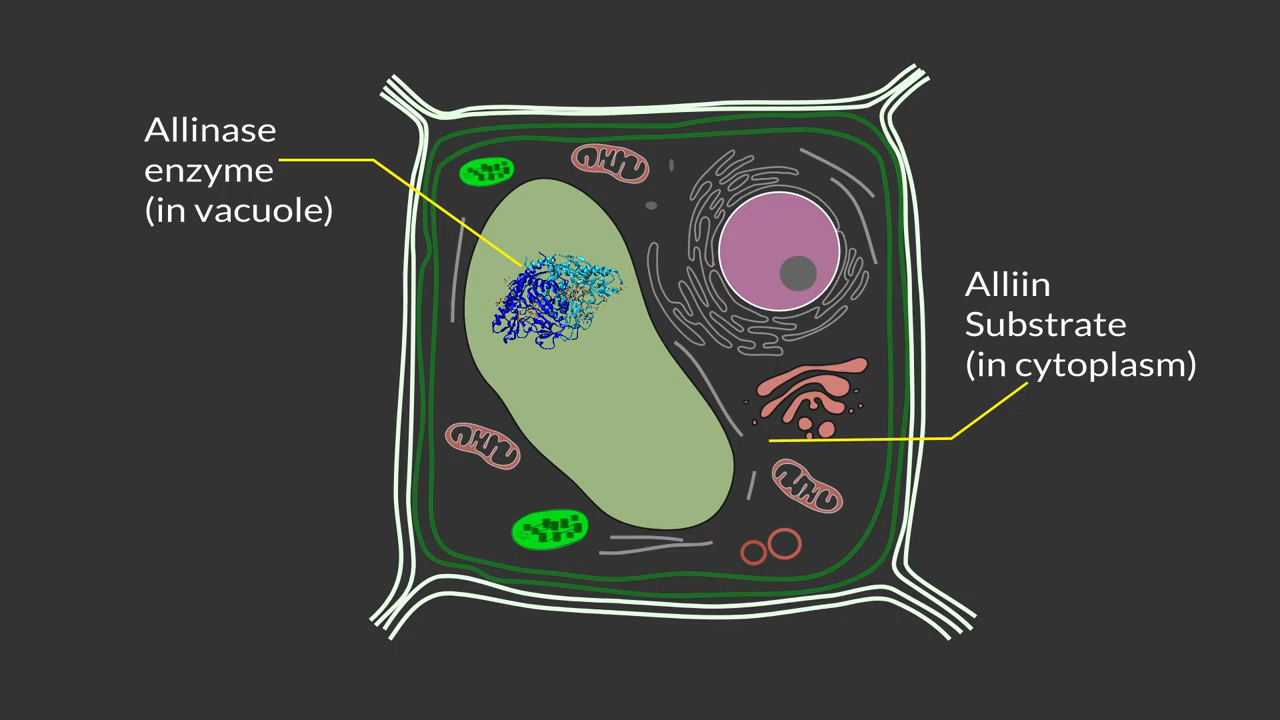 Allinase
enzyme
(in vacuole)
Alliin
Substrate
(in cytoplasm)